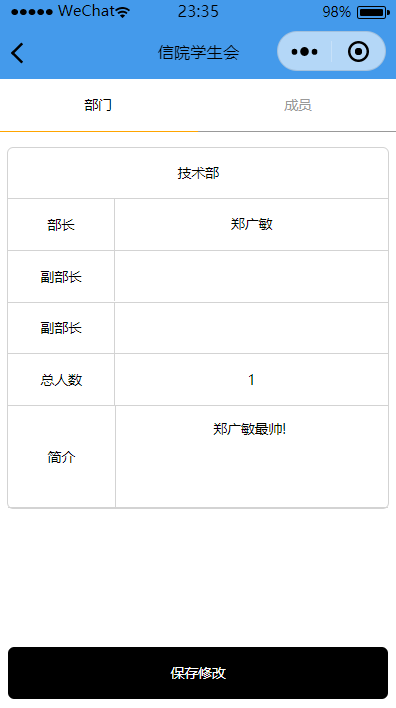 WeChat 23:35 98%
信院学生会
部门 成员
技术部
部长 郑广敏
副部长
副部长
总人数 1
郑广敏最帅!
简介
保存修改